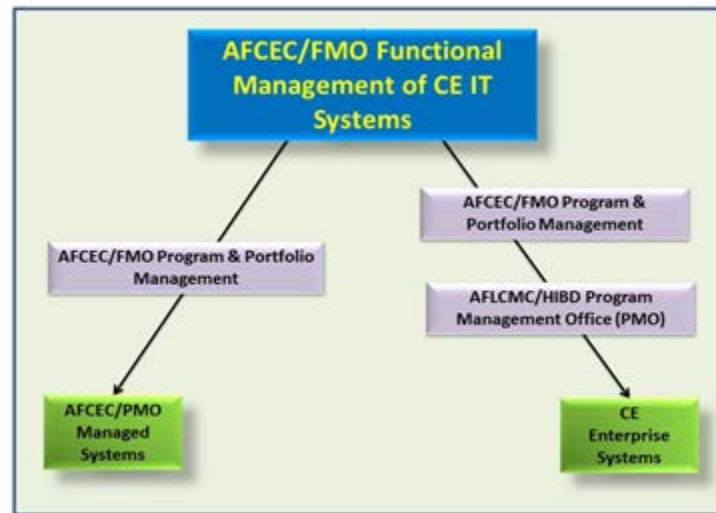 AFCEC/FMO Functional
Management of CE IT
Systems
AFCEC/FMO Program &
Portfolio Management
AFCEC/FMO Program & Portfolio
Management
AFLCMC/HIBD Program
Management Office (PMO)
AFCEC/PMO
Managed
Systems
CE
Enterprise
Systems